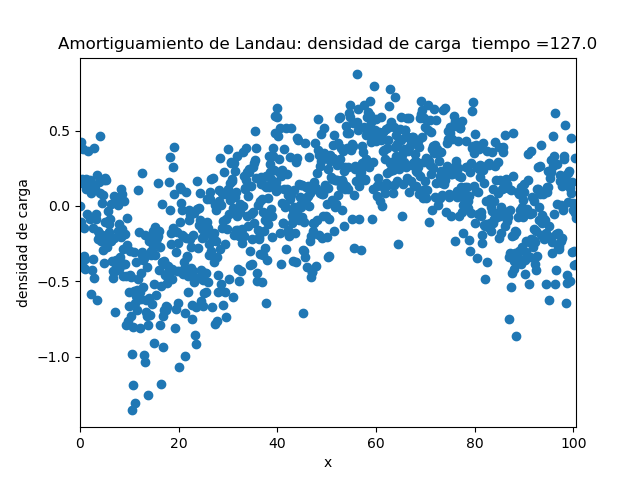 Amortiguamiento de Landau: densidad de carga  tiempo =127.0
densidad de carga
0.5
0.0
−0.5
−1.0
0 20 40 60 80 100
x